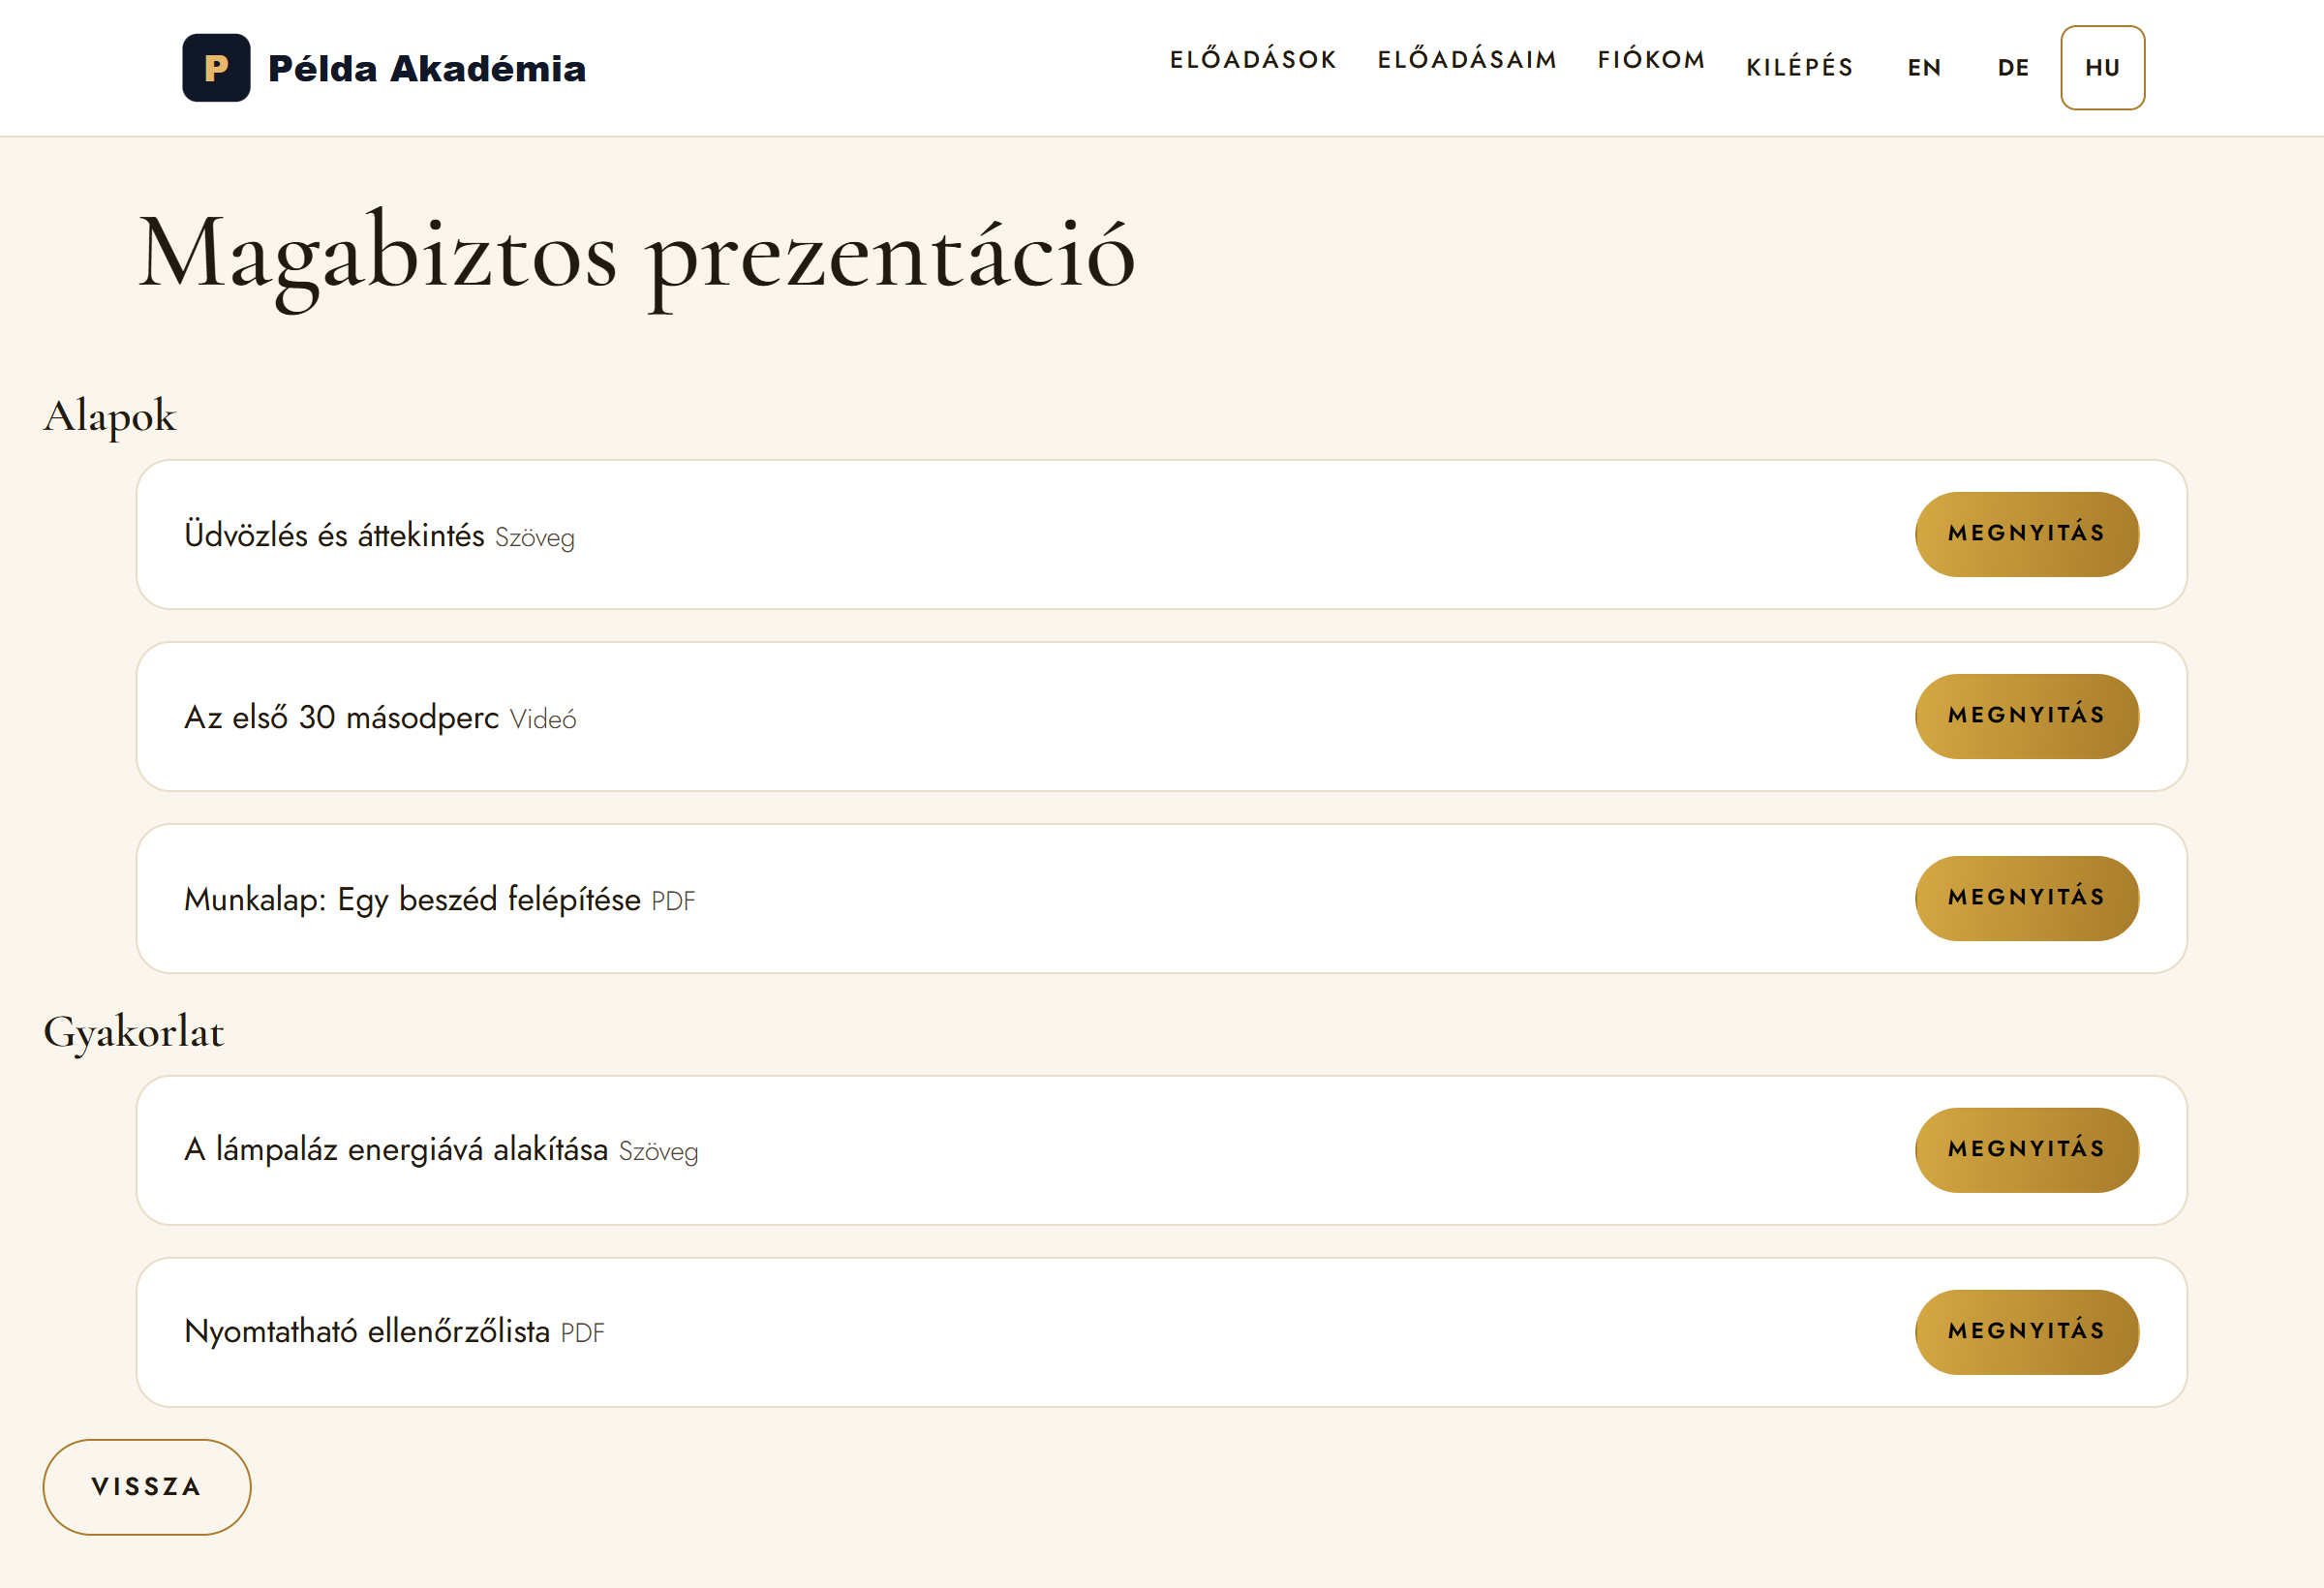 P Példa Akadémia
ELŐADÁSOK ELŐADÁSAIM FIÓKOM KILÉPÉS EN DE HU
Magabiztos prezentáció
Alapok
Üdvözlés és áttekintés Szöveg MEGNYITÁS
Az első 30 másodperc Videó MEGNYITÁS
Munkalap: Egy beszéd felépítése PDF MEGNYITÁS
Gyakorlat
A lámpaláz energiává alakítása Szöveg MEGNYITÁS
Nyomtatható ellenőrzőlista PDF MEGNYITÁS
VISSZA